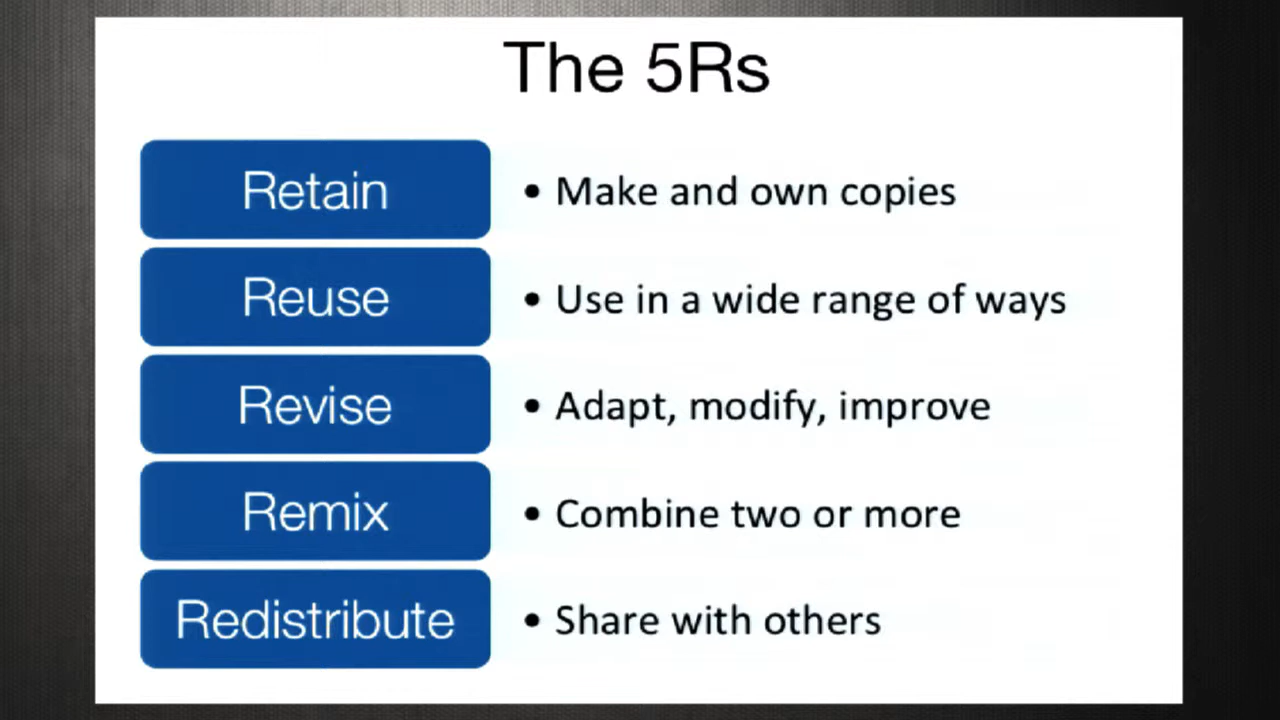 The 5Rs
Retain
• Make and own copies
Reuse
• Use in a wide range of ways
Revise
• Adapt, modify, improve
Remix
• Combine two or more
Redistribute
• Share with others